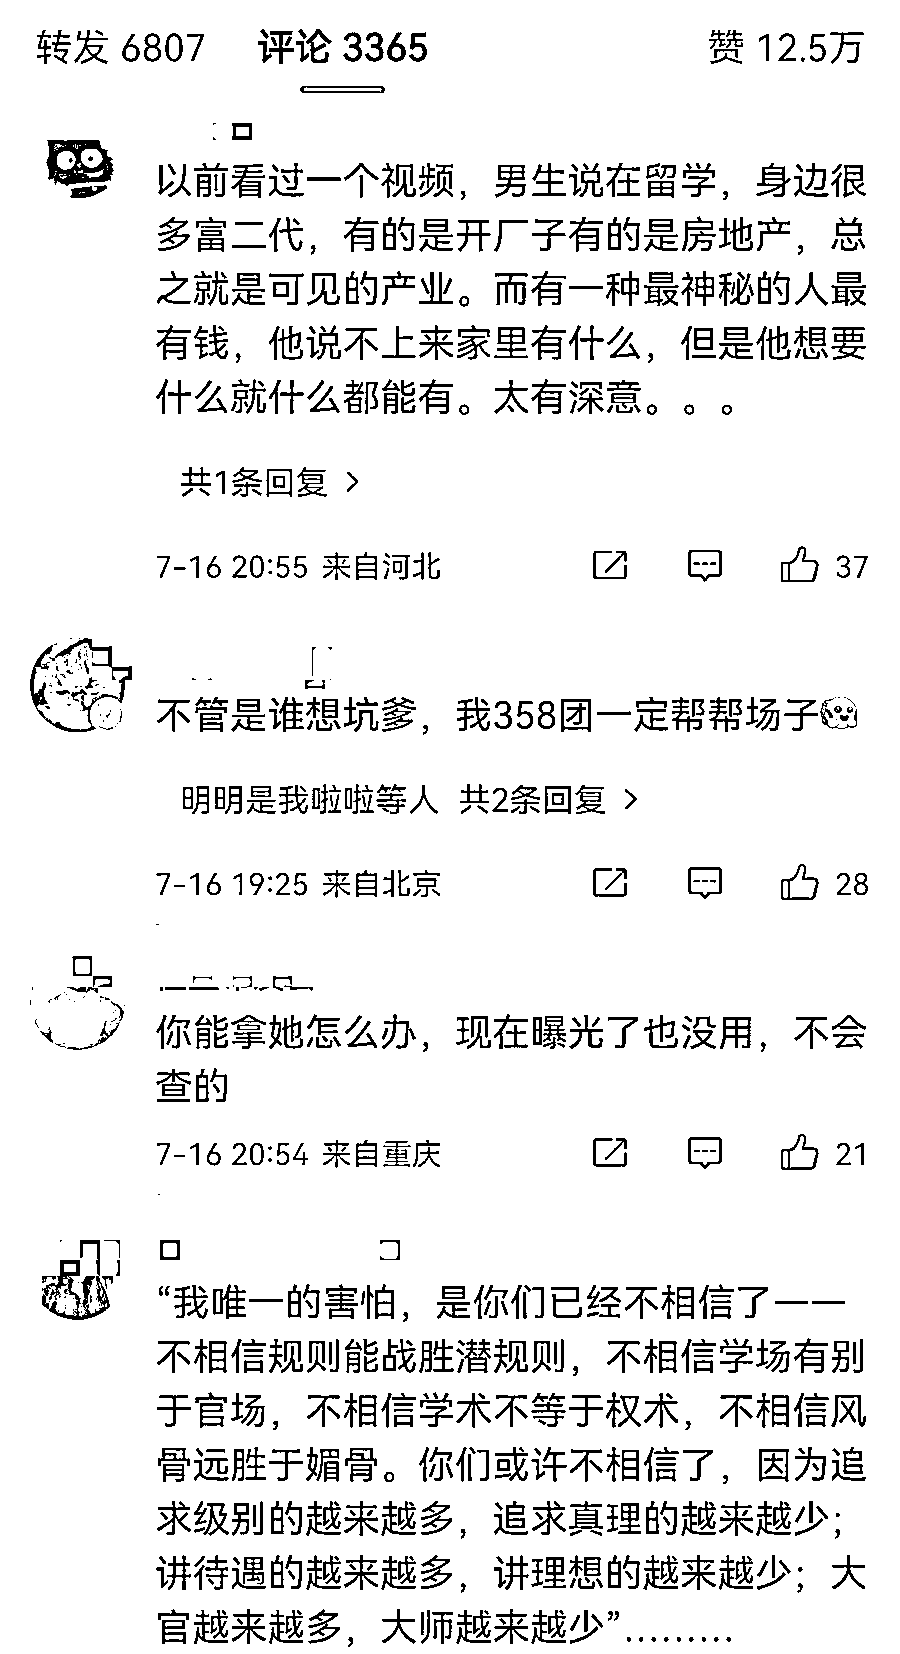 转发 6807 评论 3365 赞 12.5万
以前看过一个视频，男生说在留学，身边很
多富二代，有的是开厂子有的是房地产，总
之就是可见的产业。而有一种最神秘的人最
有钱，他说不上来家里有什么，但是他想要
什么就什么都能有。太有深意。。。
共1条回复 >
7-16 20:55 来自河北 37
不管是谁想坑爹，我358团一定帮帮场子
明明是我啦啦等人 共2条回复 >
7-16 19:25 来自北京 28
你能拿她怎么办，现在曝光了也没用，不会
查的
7-16 20:54 来自重庆 21
“我唯一的害怕，是你们已经不相信了——
不相信规则能战胜潜规则，不相信学场有别
于官场，不相信学术不等于权术，不相信风
骨远胜于媚骨。你们或许不相信了，因为追
求级别的越来越多，追求真理的越来越少；
讲待遇的越来越多，讲理想的越来越少；大
官越来越多，大师越来越少”………